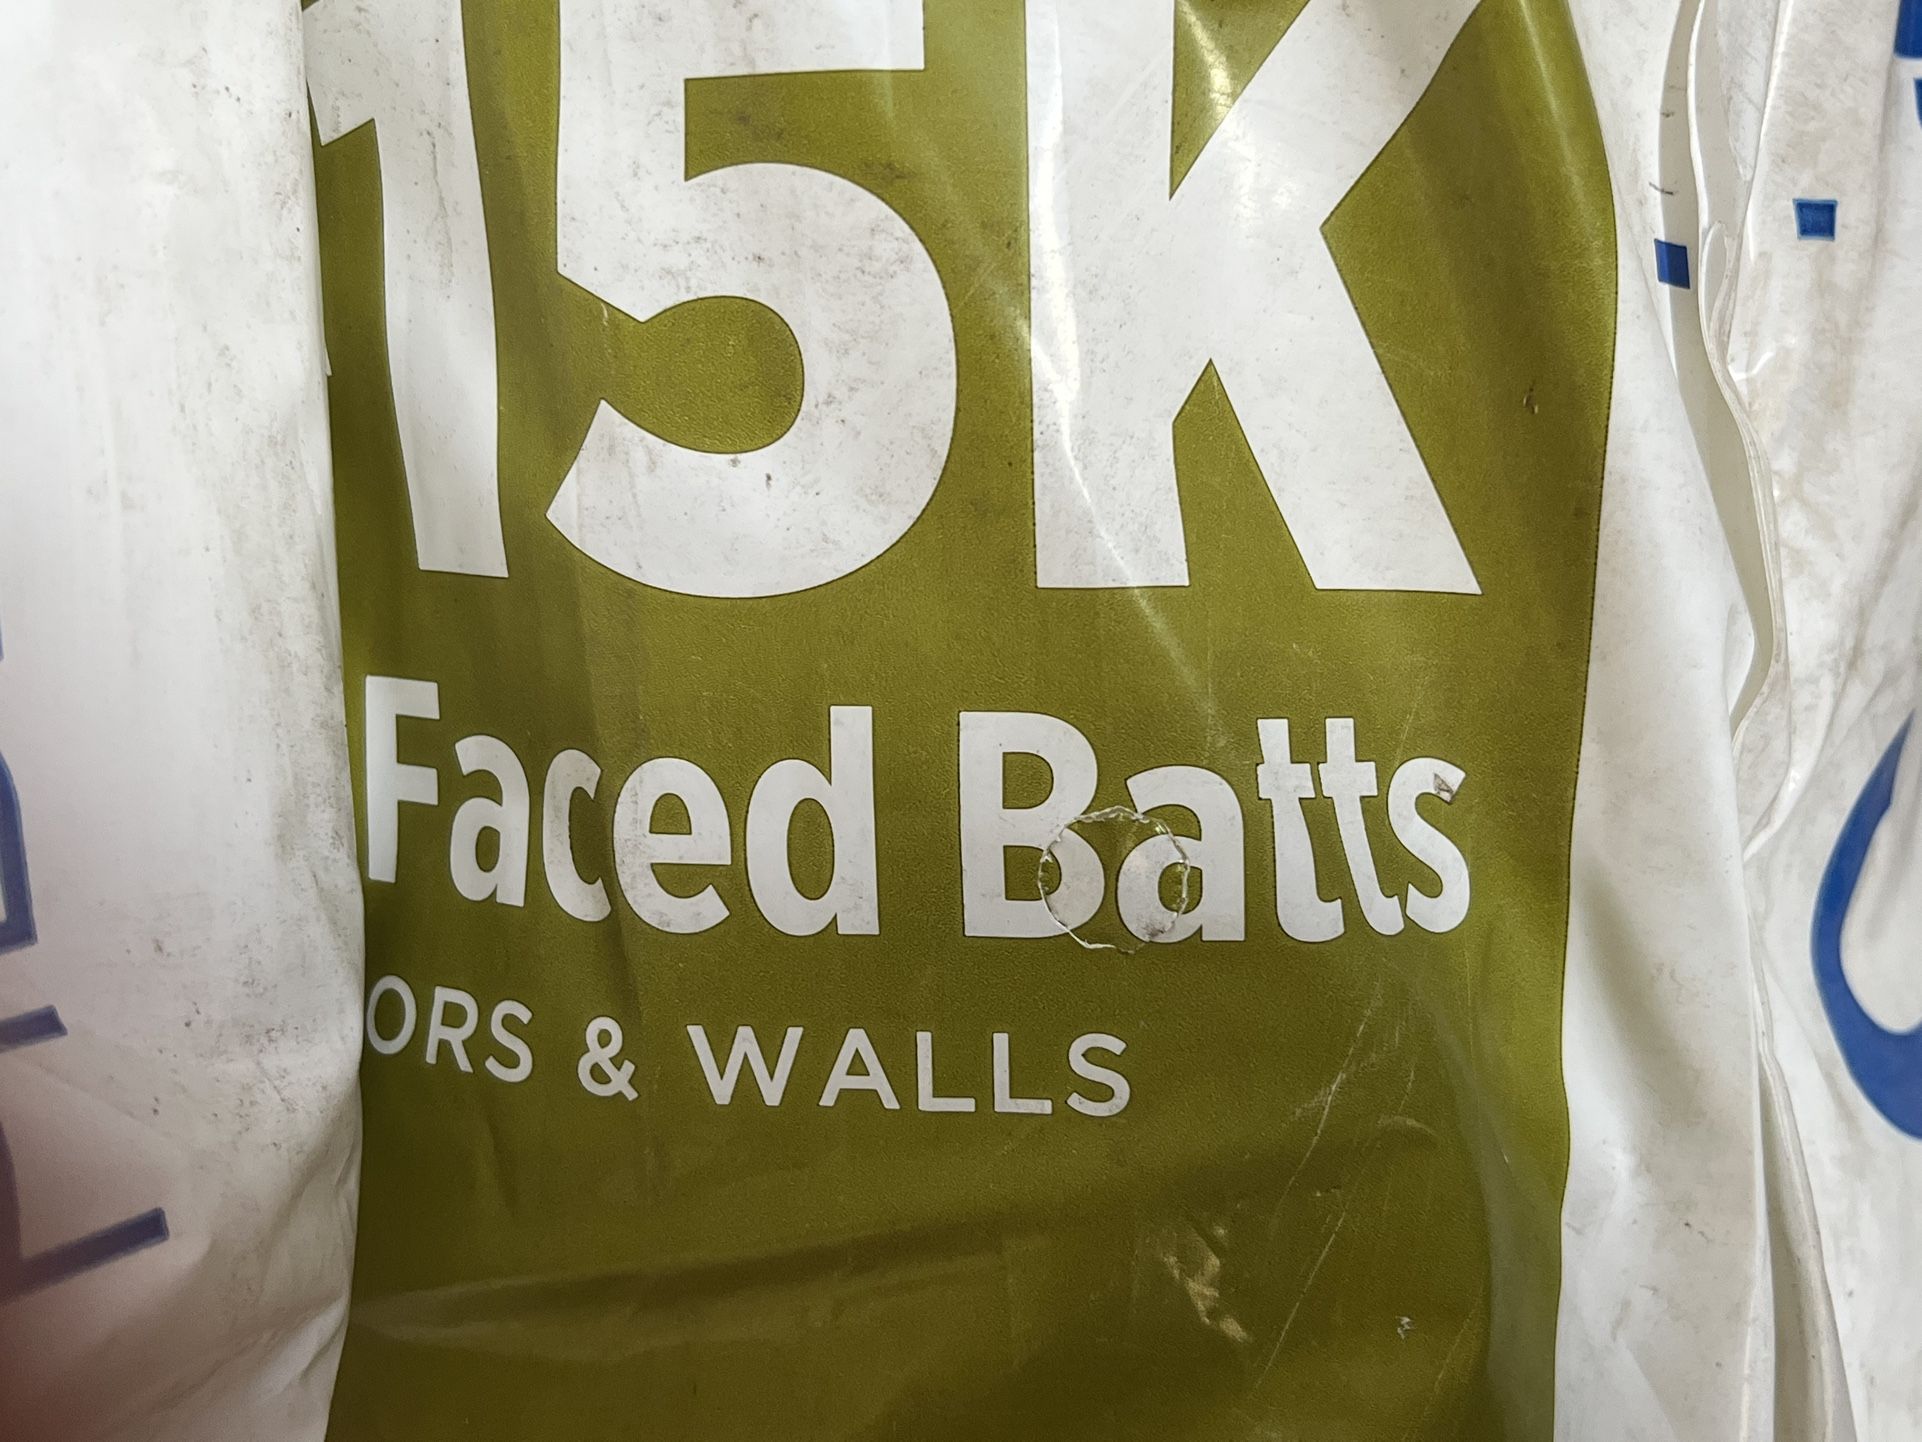 15K
Faced Batts
ORS & WALLS